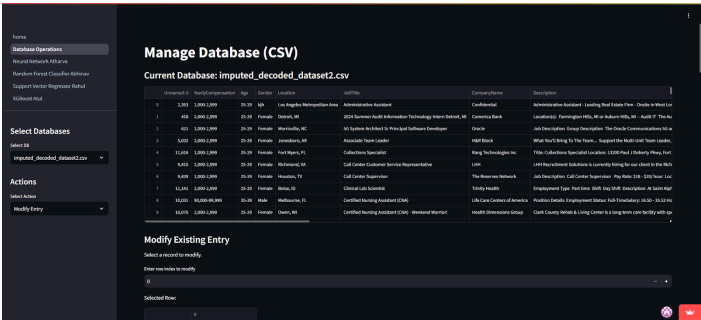 home
Database Operations
Neural Network Atharva
Random Forest Classifier Abhinav
Support Vector Regressor Rahul
XGBoost Atul
Select Databases
Select DB
imputed_decoded_dataset2.csv
Actions
Select Action
Modify Entry
Manage Database (CSV)
Current Database: imputed_decoded_dataset2.csv
Unnamed: 0 YearlyCompensation Age Gender Location JobTitle CompanyName Description
0 2,353 2,000-2,999 25-29 kjh Los Angeles Metropolitan Area Administrative Assistant Confidential Administrative Assistant - Leading Real Estate Firm - Onsite in West Los
1 418 2,000-2,999 25-29 Female Detroit, MI 2024 Summer Audit Information Technology Intern Detroit, MI Comerica Bank Location(s): Farmington Hills, MI or Auburn Hills, MI - Audit IT The Au
2 621 2,000-2,999 25-29 Female Morrisville, NC 5G System Architect Sr Principal Software Developer Oracle Job Description Group Description The Oracle Communications 5G
3 5,032 2,000-2,999 25-29 Female Jonesboro, AR Associate Team Leader H&R Block What You'll Bring To The Team... Support the Multi-Unit Team Leader,
4 11,616 2,000-2,999 25-29 Female Fort Myers, FL Collections Specialist Rang Technologies Inc Title: Collections Specialist Location: 13200 Paul J Doherty Pkwy, Fort
5 9,415 2,000-2,999 25-29 Female Richmond, VA Call Center Customer Service Representative LHH LHH Recruitment Solutions is currently hiring for our client in the Rich
6 9,439 2,000-2,999 25-29 Female Houston, TX Call Center Supervisor The Reserves Network Job Description Call Center Supervisor Pay Rate: $18 - $20/hour Loc
7 11,141 2,000-2,999 25-29 Female Boise, ID Clinical Lab Scientist Trinity Health Employment Type Part time Shift Day Shift Description At Saint Alph
8 10,031 90,000-99,999 35-39 Male Melbourne, FL Certified Nursing Assistant (CNA) Life Care Centers of America Position Details Employment Status: Full-TimeSalary: 16.50 - 19.53 Ho
9 10,078 2,000-2,999 25-29 Female Owen, WI Certified Nursing Assistant (CNA) - Weekend Warrior! Health Dimensions Group Clark County Rehab & Living Center is a long-term care facility with spe
Modify Existing Entry
Select a record to modify.
Enter row index to modify
0
Selected Row:
0